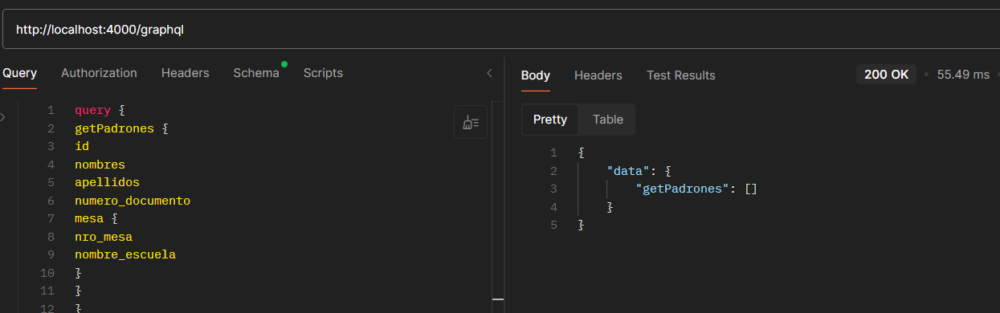 http://localhost:4000/graphql
Query Authorization Headers Schema Scripts
1 query {
2 getPadrones {
3 id
4 nombres
5 apellidos
6 numero_documento
7 mesa {
8 nro_mesa
9 nombre_escuela
10 }
11 }
12 }
Body Headers Test Results 200 OK • 55.49 ms
Pretty Table
1 {
2 "data": {
3 "getPadrones": []
4 }
5 }